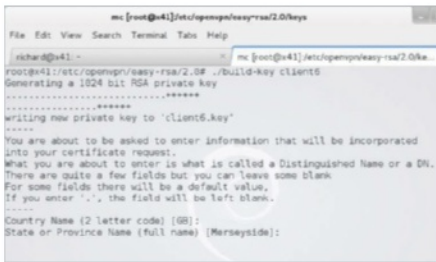 mc [root@x41]:/etc/openvpn/easy-rsa/2.0/keys
File Edit View Search Terminal Tabs Help
richard@x41: ~
mc [root@x41]:/etc/openvpn/easy-rsa/2.0/ke...
root@x41:/etc/openvpn/easy-rsa/2.0# ./build-key client6
Generating a 1024 bit RSA private key
..............................++++++
................++++++
writing new private key to 'client6.key'
-----
You are about to be asked to enter information that will be incorporated
into your certificate request.
What you are about to enter is what is called a Distinguished Name or a DN.
There are quite a few fields but you can leave some blank
For some fields there will be a default value,
If you enter '.', the field will be left blank.
-----
Country Name (2 letter code) [GB]:
State or Province Name (full name) [Merseyside]: